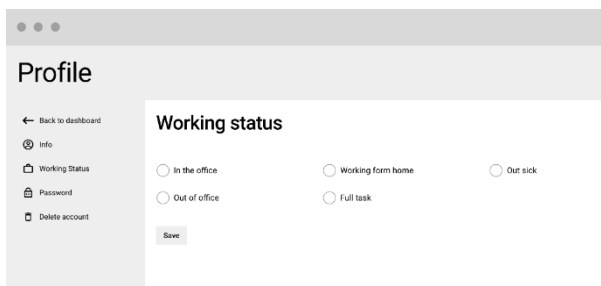 Profile
Back to dashboard
Info
Working Status
Password
Delete account
Working status
In the office
Working form home
Out sick
Out of office
Full task
Save